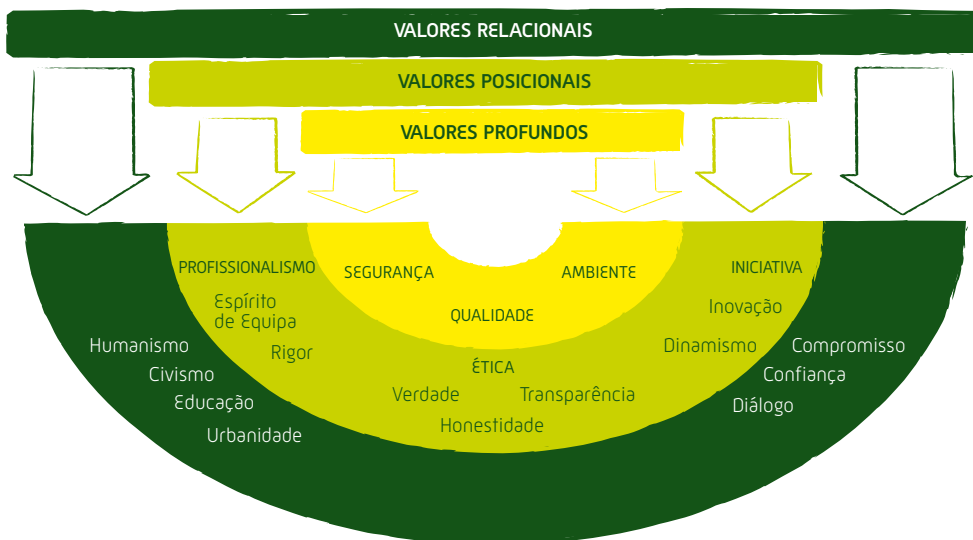 VALORES RELACIONAIS
VALORES POSICIONAIS
VALORES PROFUNDOS
PROFISSIONALISMO
SEGURANÇA
AMBIENTE
INICIATIVA
Espírito
de Equipa
Inovação
QUALIDADE
Humanismo
Rigor
Dinamismo
Compromisso
Civismo
ÉTICA
Confiança
Educação
Verdade
Transparência
Diálogo
Urbanidade
Honestidade